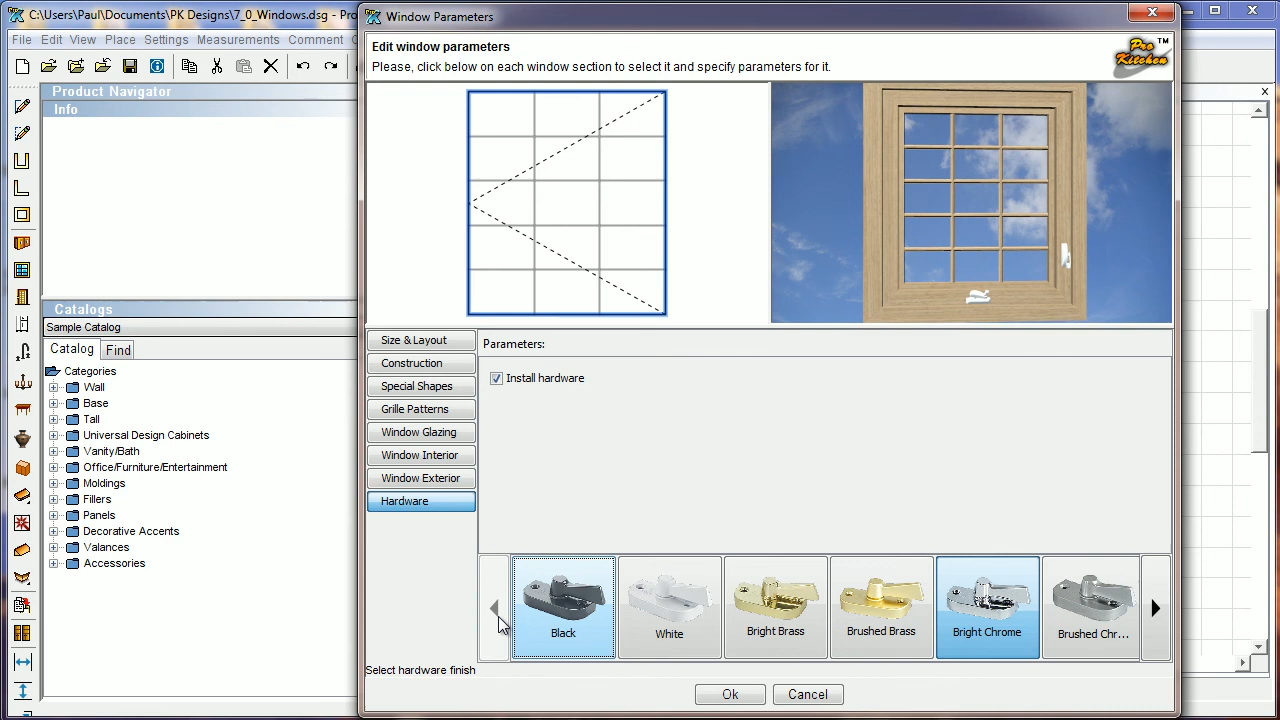 C:\Users\Paul\Documents\PK Designs\7_0_Windows.dsg - Pro
Window Parameters
File Edit View Place Settings Measurements Comment
Edit window parameters
Please, click below on each window section to select it and specify parameters for it.
Pro Kitchen TM
Product Navigator
Info
Catalogs
Sample Catalog
Catalog Find
Categories
Wall
Base
Tall
Universal Design Cabinets
Vanity/Bath
Office/Furniture/Entertainment
Moldings
Fillers
Panels
Decorative Accents
Valances
Accessories
Size & Layout
Construction
Special Shapes
Grille Patterns
Window Glazing
Window Interior
Window Exterior
Hardware
Parameters:
Install hardware
Black
White
Bright Brass
Brushed Brass
Bright Chrome
Brushed Chr...
Select hardware finish
Ok
Cancel